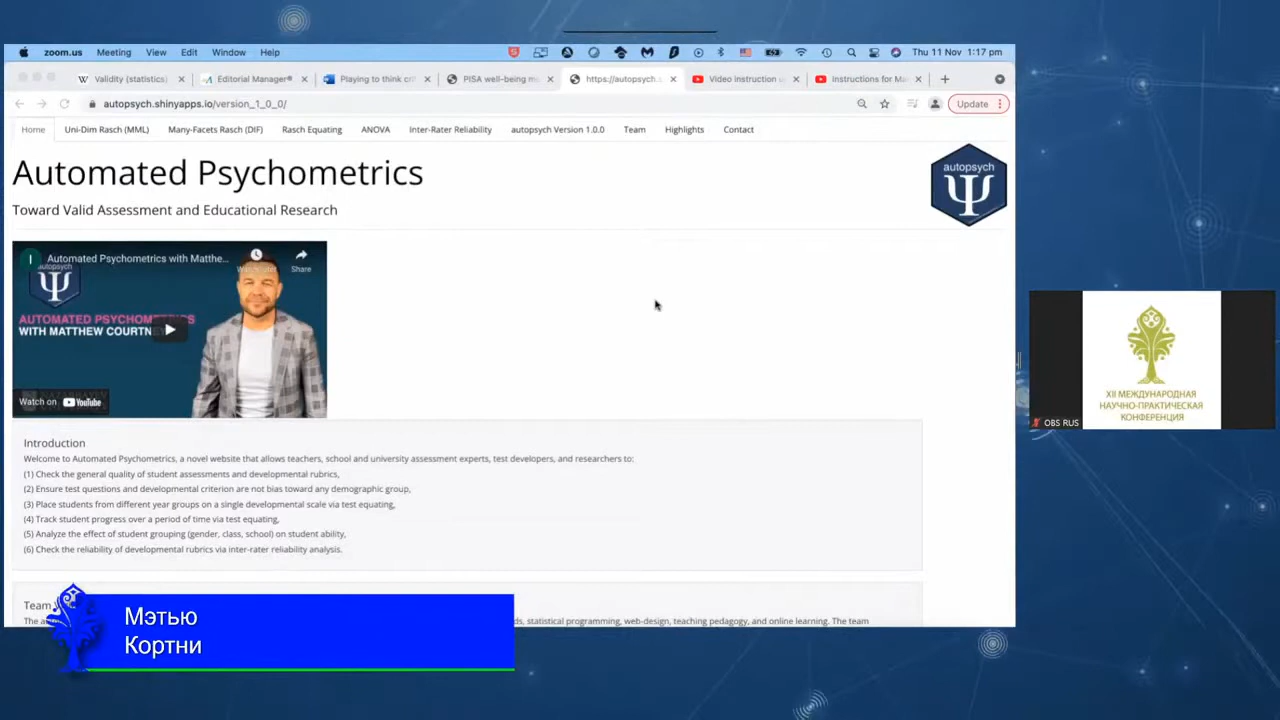 zoom.us Meeting View Edit Window Help Thu 11 Nov 1:17 pm
Validity (statistics) Editorial Manager® Playing to think cri PISA well-being m https://autopsych.s Video instruction u Instructions for Ma
autopsych.shinyapps.io/version_1_0_0/ Update
Home Uni-Dim Rasch (MML) Many-Facets Rasch (DIF) Rasch Equating ANOVA Inter-Rater Reliability autopsych Version 1.0.0 Team Highlights Contact
Automated Psychometrics
autopsych
Toward Valid Assessment and Educational Research
I Automated Psychometrics with Matthe...
Watch later Share
autopsych
AUTOMATED PSYCHOMETRICS
WITH MATTHEW COURTNEY
Watch on YouTube
Introduction
Welcome to Automated Psychometrics, a novel website that allows teachers, school and university assessment experts, test developers, and researchers to:
(1) Check the general quality of student assessments and developmental rubrics,
(2) Ensure test questions and developmental criterion are not bias toward any demographic group,
(3) Place students from different year groups on a single developmental scale via test equating,
(4) Track student progress over a period of time via test equating,
(5) Analyze the effect of student grouping (gender, class, school) on student ability,
(6) Check the reliability of developmental rubrics via inter-rater reliability analysis.
Team
statistical programming, web-design, teaching pedagogy, and online learning. The team
Мэтью
Кортни
XII МЕЖДУНАРОДНАЯ
НАУЧНО-ПРАКТИЧЕСКАЯ
КОНФЕРЕНЦИЯ
OBS RUS